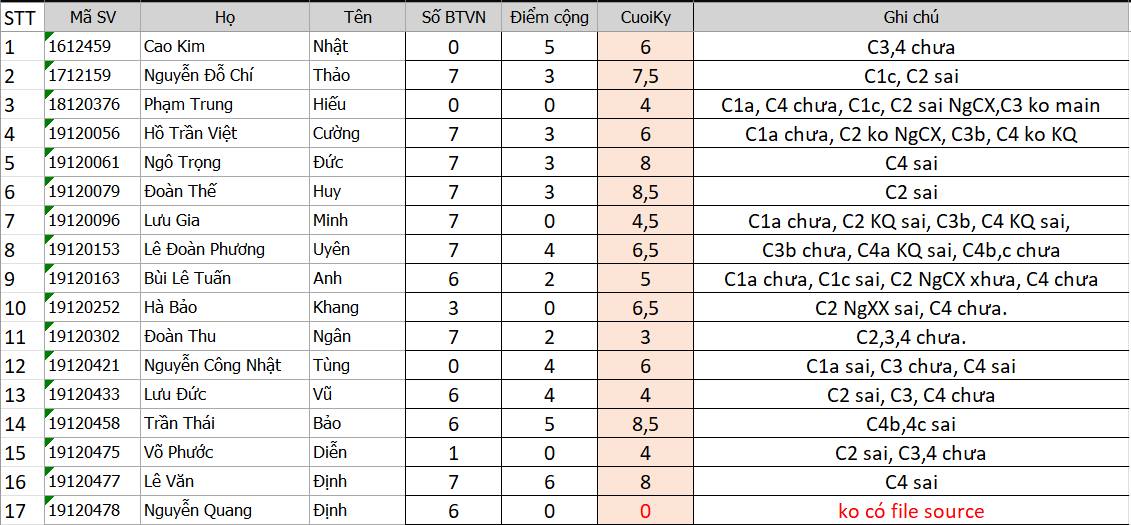 STT Mã SV Họ Tên Số BTVN Điểm cộng CuoiKy Ghi chú
1 1612459 Cao Kim Nhật 0 5 6 C3,4 chưa
2 1712159 Nguyễn Đỗ Chí Thảo 7 3 7,5 C1c, C2 sai
3 18120376 Phạm Trung Hiếu 0 0 4 C1a, C4 chưa, C1c, C2 sai NgCX,C3 ko main
4 19120056 Hồ Trần Việt Cường 7 3 6 C1a chưa, C2 ko NgCX, C3b, C4 ko KQ
5 19120061 Ngô Trọng Đức 7 3 8 C4 sai
6 19120079 Đoàn Thế Huy 7 3 8,5 C2 sai
7 19120096 Lưu Gia Minh 7 0 4,5 C1a chưa, C2 KQ sai, C3b, C4 KQ sai,
8 19120153 Lê Đoàn Phương Uyên 7 4 6,5 C3b chưa, C4a KQ sai, C4b,c chưa
9 19120163 Bùi Lê Tuấn Anh 6 2 5 C1a chưa, C1c sai, C2 NgCX xhưa, C4 chưa
10 19120252 Hà Bảo Khang 3 0 6,5 C2 NgXX sai, C4 chưa.
11 19120302 Đoàn Thu Ngân 7 2 3 C2,3,4 chưa.
12 19120421 Nguyễn Công Nhật Tùng 0 4 6 C1a sai, C3 chưa, C4 sai
13 19120433 Lưu Đức Vũ 6 4 4 C2 sai, C3, C4 chưa
14 19120458 Trần Thái Bảo 6 5 8,5 C4b,4c sai
15 19120475 Võ Phước Diễn 1 0 4 C2 sai, C3,4 chưa
16 19120477 Lê Văn Định 7 6 8 C4 sai
17 19120478 Nguyễn Quang Định 6 0 0 ko có file source